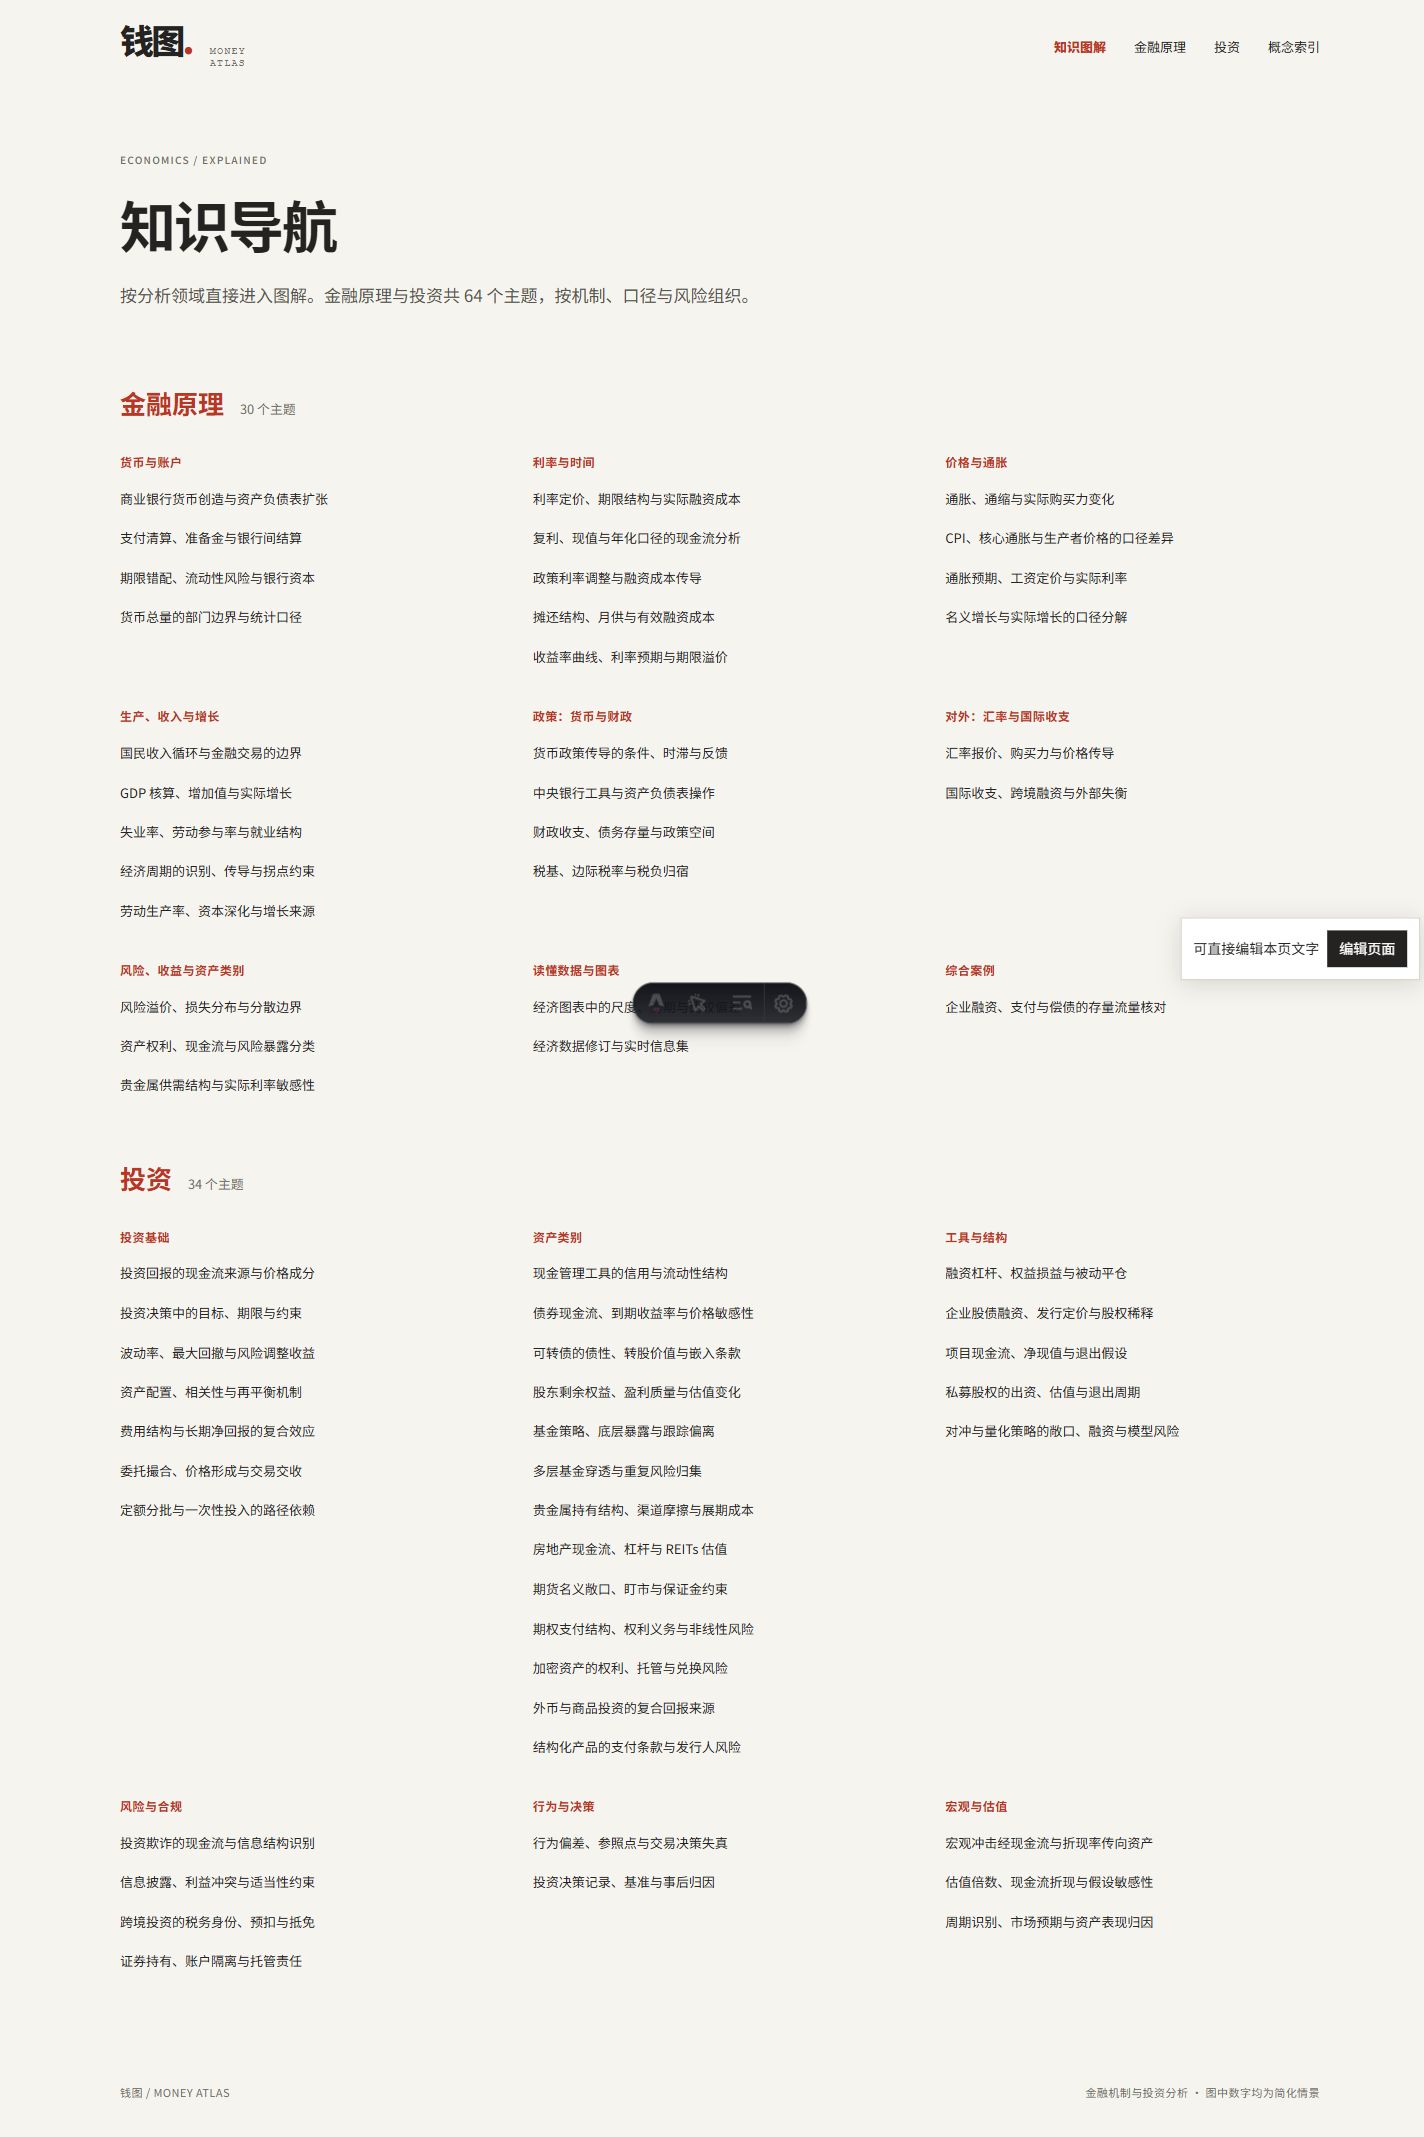 钱图.
MONEY
ATLAS
知识图解 金融原理 投资 概念索引
ECONOMICS / EXPLAINED
知识导航
按分析领域直接进入图解。金融原理与投资共 64 个主题，按机制、口径与风险组织。
金融原理 30 个主题
货币与账户
商业银行货币创造与资产负债表扩张
支付清算、准备金与银行间结算
期限错配、流动性风险与银行资本
货币总量的部门边界与统计口径
利率与时间
利率定价、期限结构与实际融资成本
复利、现值与年化口径的现金流分析
政策利率调整与融资成本传导
摊还结构、月供与有效融资成本
收益率曲线、利率预期与期限溢价
价格与通胀
通胀、通缩与实际购买力变化
CPI、核心通胀与生产者价格的口径差异
通胀预期、工资定价与实际利率
名义增长与实际增长的口径分解
生产、收入与增长
国民收入循环与金融交易的边界
GDP 核算、增加值与实际增长
失业率、劳动参与率与就业结构
经济周期的识别、传导与拐点约束
劳动生产率、资本深化与增长来源
政策：货币与财政
货币政策传导的条件、时滞与反馈
中央银行工具与资产负债表操作
财政收支、债务存量与政策空间
税基、边际税率与税负归宿
对外：汇率与国际收支
汇率报价、购买力与价格传导
国际收支、跨境融资与外部失衡
可直接编辑本页文字 编辑页面
风险、收益与资产类别
风险溢价、损失分布与分散边界
资产权利、现金流与风险暴露分类
贵金属供需结构与实际利率敏感性
读懂数据与图表
经济图表中的尺度
经济数据修订与实时信息集
综合案例
企业融资、支付与偿债的存量流量核对
投资 34 个主题
投资基础
投资回报的现金流来源与价格成分
投资决策中的目标、期限与约束
波动率、最大回撤与风险调整收益
资产配置、相关性与再平衡机制
费用结构与长期净回报的复合效应
委托撮合、价格形成与交易交收
定额分批与一次性投入的路径依赖
资产类别
现金管理工具的信用与流动性结构
债券现金流、到期收益率与价格敏感性
可转债的债性、转股价值与嵌入条款
股东剩余权益、盈利质量与估值变化
基金策略、底层暴露与跟踪偏离
多层基金穿透与重复风险归集
贵金属持有结构、渠道摩擦与展期成本
房地产现金流、杠杆与 REITs 估值
期货名义敞口、盯市与保证金约束
期权支付结构、权利义务与非线性风险
加密资产的权利、托管与兑换风险
外币与商品投资的复合回报来源
结构化产品的支付条款与发行人风险
工具与结构
融资杠杆、权益损益与被动平仓
企业股债融资、发行定价与股权稀释
项目现金流、净现值与退出假设
私募股权的出资、估值与退出周期
对冲与量化策略的敞口、融资与模型风险
风险与合规
投资欺诈的现金流与信息结构识别
信息披露、利益冲突与适当性约束
跨境投资的税务身份、预扣与抵免
证券持有、账户隔离与托管责任
行为与决策
行为偏差、参照点与交易决策失真
投资决策记录、基准与事后归因
宏观与估值
宏观冲击经现金流与折现率传向资产
估值倍数、现金流折现与假设敏感性
周期识别、市场预期与资产表现归因
钱图 / MONEY ATLAS
金融机制与投资分析 · 图中数字均为简化情景